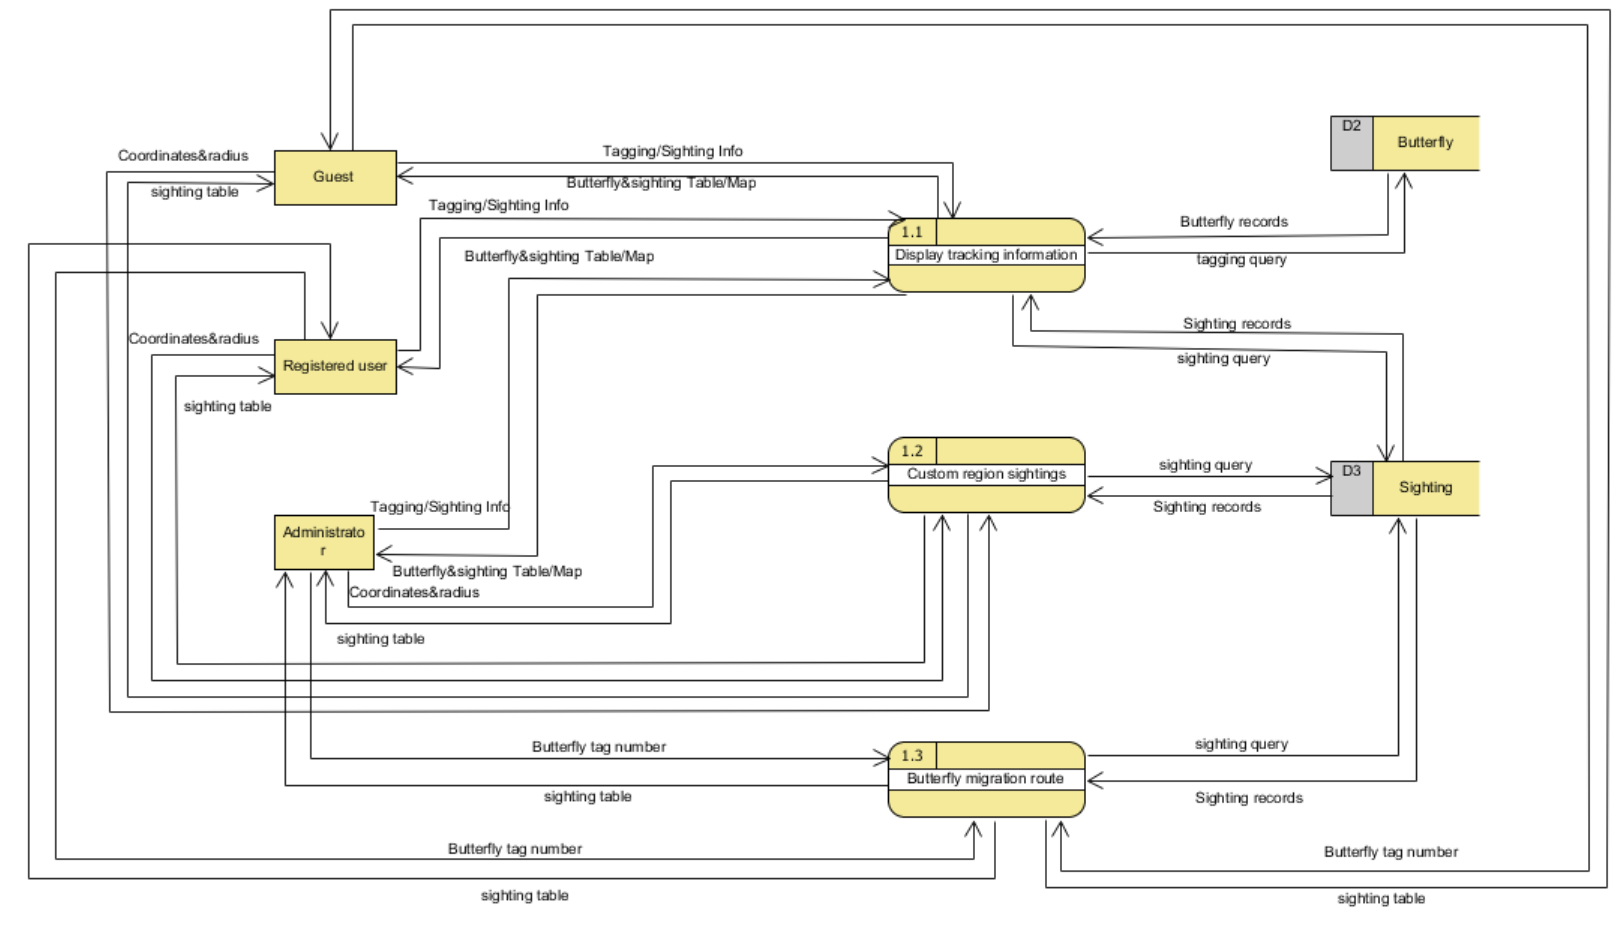 D2
Butterfly
Coordinates&radius
Guest
sighting table
Tagging/Sighting Info
Butterfly&sighting Table/Map
Tagging/Sighting Info
1.1
Display tracking information
Butterfly&sighting Table/Map
Butterfly records
tagging query
Sighting records
sighting query
Coordinates&radius
Registered user
sighting table
1.2
Custom region sightings
sighting query
Sighting records
D3
Sighting
Tagging/Sighting Info
Administrato
r
Butterfly&sighting Table/Map
Coordinates&radius
sighting table
Butterfly tag number
1.3
Butterfly migration route
sighting table
sighting query
Sighting records
Butterfly tag number
sighting table
Butterfly tag number
sighting table